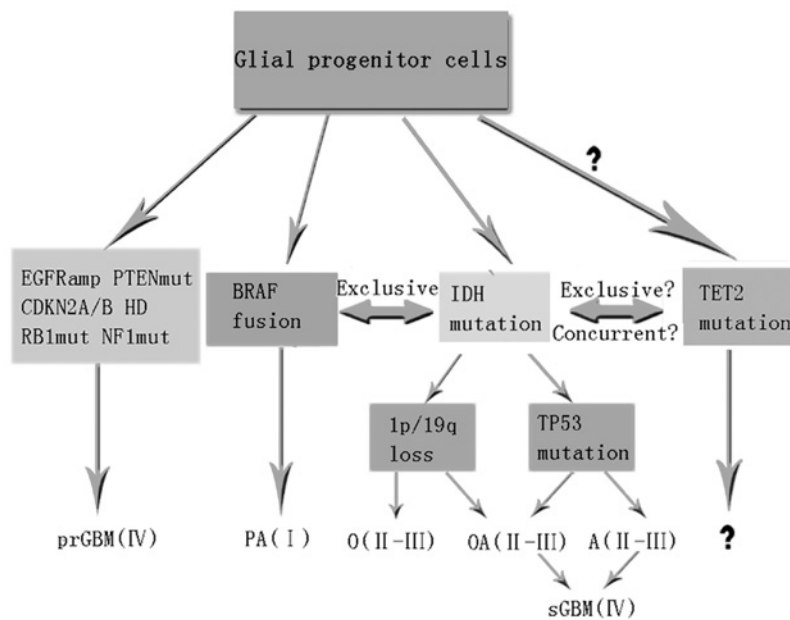 Glial progenitor cells
?
EGFRamp PTENmut
CDKN2A/B HD
RB1mut NF1mut
BRAF
fusion
Exclusive
IDH
mutation
Exclusive?
Concurrent?
TET2
mutation
1p/19q
loss
TP53
mutation
prGBM(Ⅳ)
PA(Ⅰ)
O(Ⅱ-Ⅲ)
OA(Ⅱ-Ⅲ)
A(Ⅱ-Ⅲ)
?
sGBM(Ⅳ)